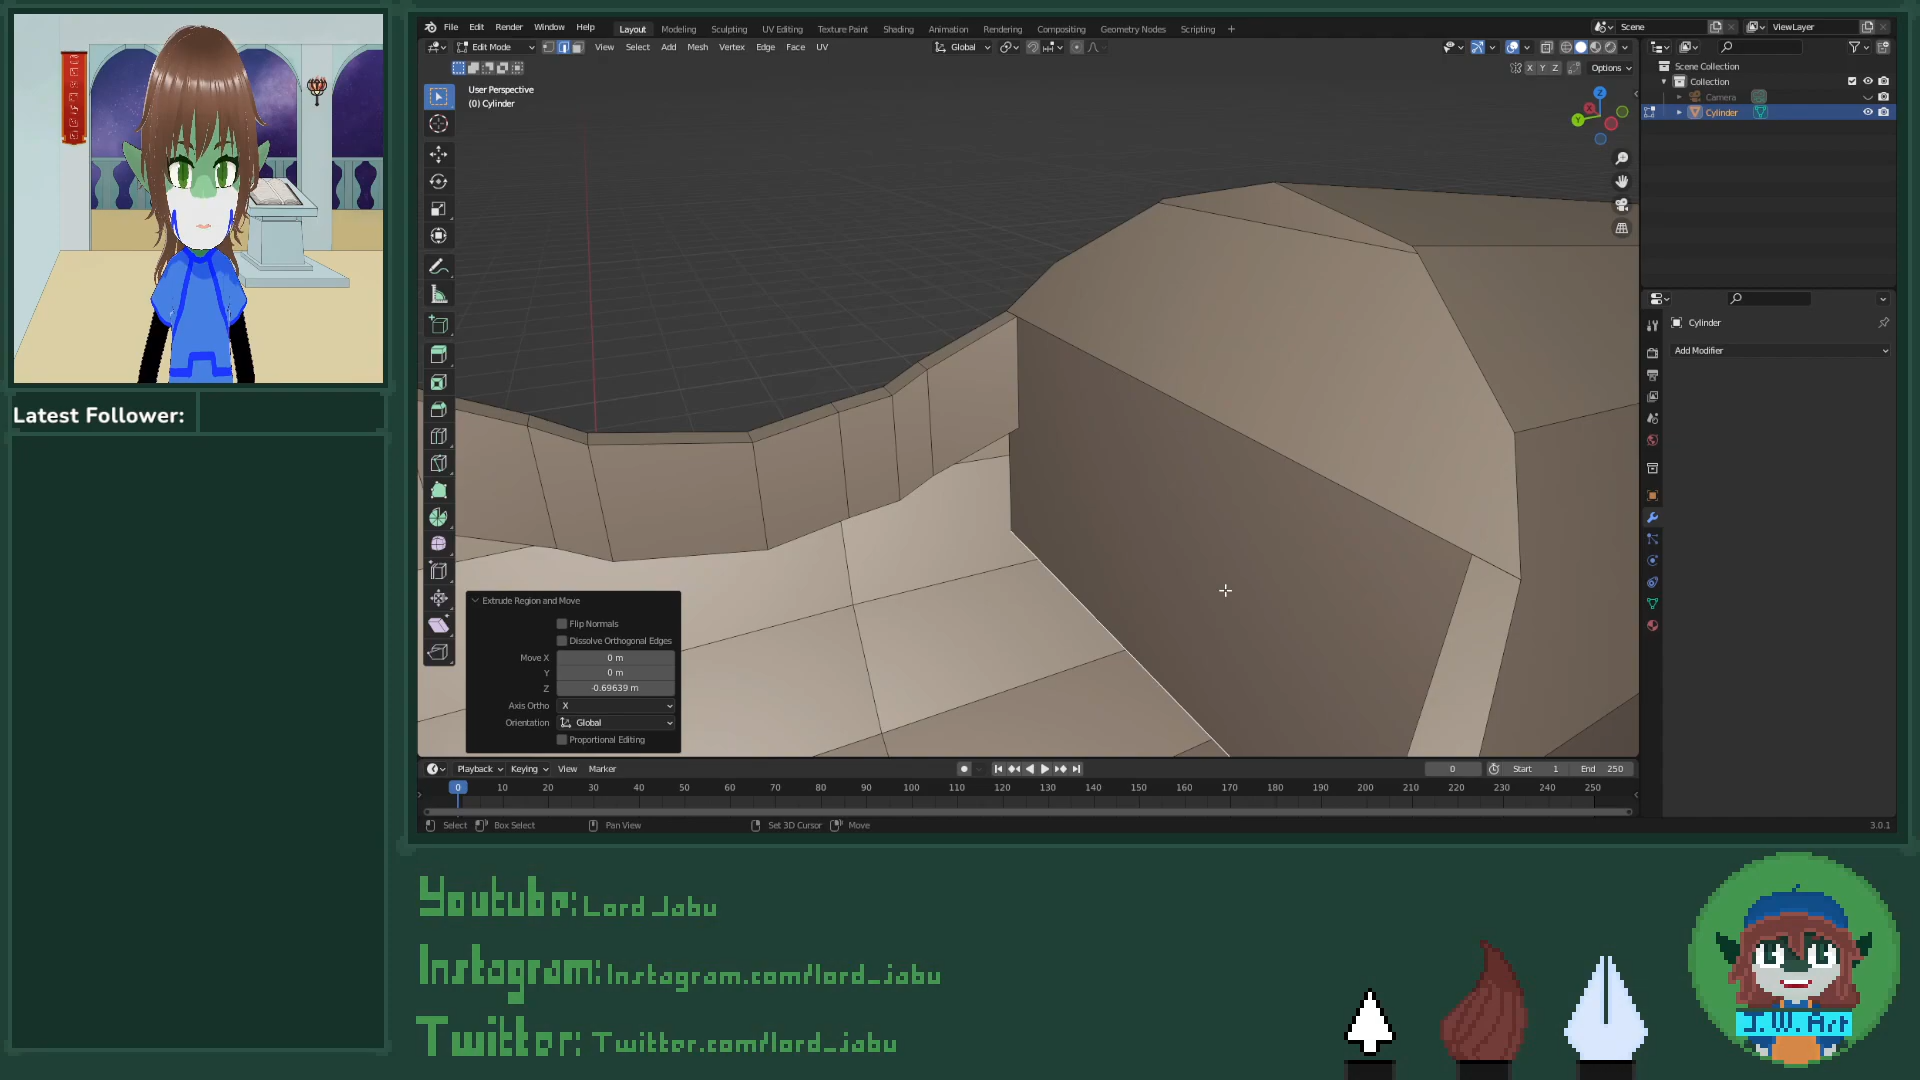 File Edit Render Window Help
Layout Modeling Sculpting UV Editing Texture Paint Shading Animation Rendering Compositing Geometry Nodes Scripting +
Scene
ViewLayer
Edit Mode
View Select Add Mesh Vertex Edge Face UV
Global
X Y Z
Options
User Perspective
(0) Cylinder
Z
X
Y
Scene Collection
Collection
Camera
Cylinder
Cylinder
Add Modifier
Latest Follower:
Extrude Region and Move
Flip Normals
Dissolve Orthogonal Edges
Move X 0 m
Y 0 m
Z -0.69639 m
Axis Ortho X
Orientation Global
Proportional Editing
Playback Keying View Marker
0
Start 1
End 250
0 10 20 30 40 50 60 70 80 90 100 110 120 130 140 150 160 170 180 190 200 210 220 230 240 250
Select Box Select Pan View Set 3D Cursor Move
3.0.1
Youtube: Lord Jabu
Instagram: Instagram.com/lord_jabu
Twitter: Twitter.com/lord_jabu
J.W. Art